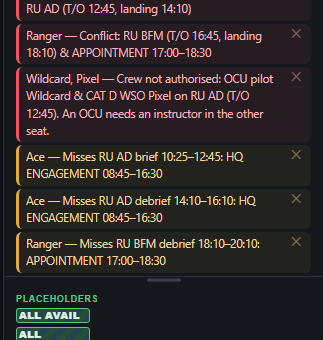 RU AD (T/O 12:45, landing 14:10)
Ranger — Conflict: RU BFM (T/O 16:45, landing
18:10) & APPOINTMENT 17:00–18:30
Wildcard, Pixel — Crew not authorised: OCU pilot
Wildcard & CAT D WSO Pixel on RU AD (T/O
12:45). An OCU needs an instructor in the other
seat.
Ace — Misses RU AD brief 10:25–12:45: HQ
ENGAGEMENT 08:45–16:30
Ace — Misses RU AD debrief 14:10–16:10: HQ
ENGAGEMENT 08:45–16:30
Ranger — Misses RU BFM debrief 18:10–20:10:
APPOINTMENT 17:00–18:30
PLACEHOLDERS
ALL AVAIL
ALL